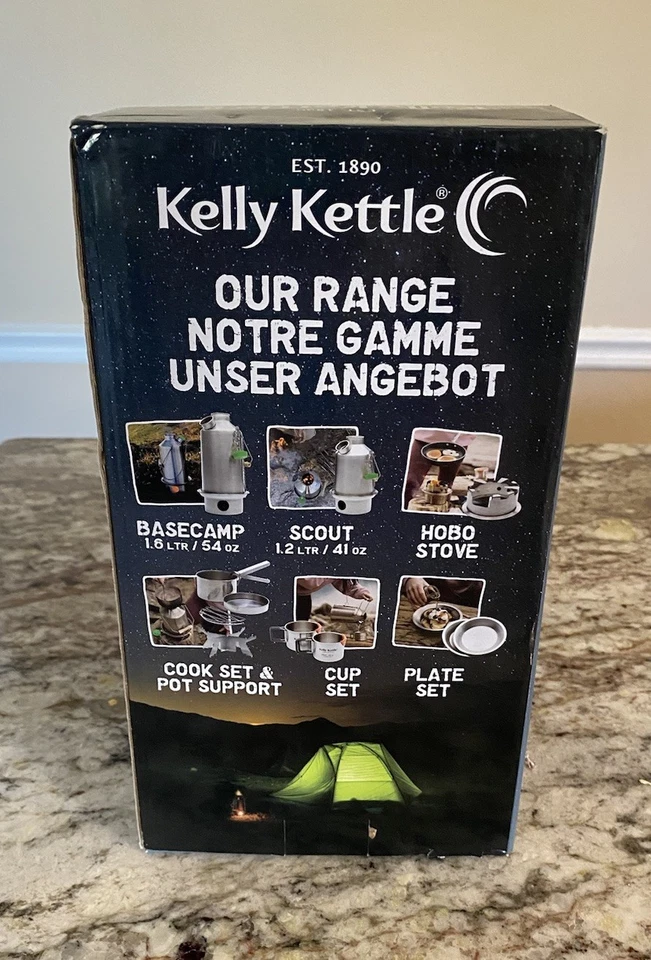 EST. 1890
Kelly Kettle®
OUR RANGE
NOTRE GAMME
UNSER ANGEBOT
BASECAMP
1.6 LTR / 54 OZ
SCOUT
1.2 LTR / 41 OZ
HOBO
STOVE
COOK SET &
POT SUPPORT
CUP
SET
PLATE
SET